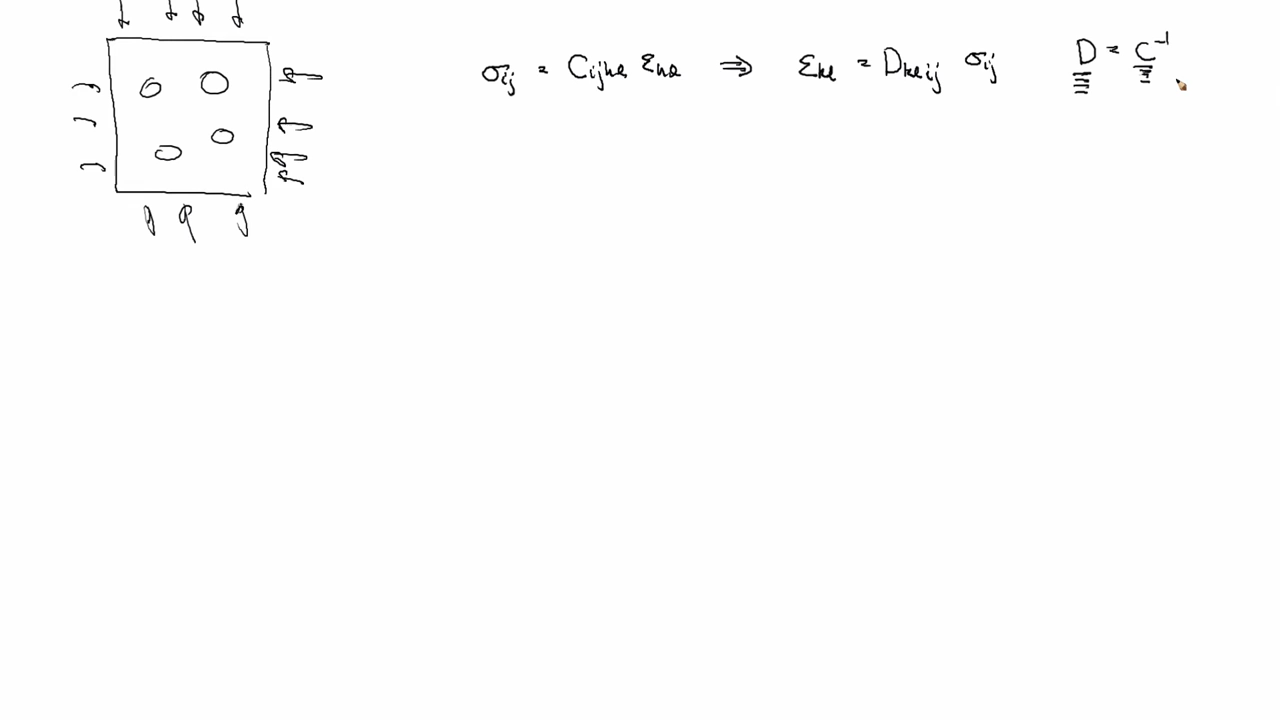 σij = Cijkl εkl ⇒ εkl = Dklij σij D = C⁻¹